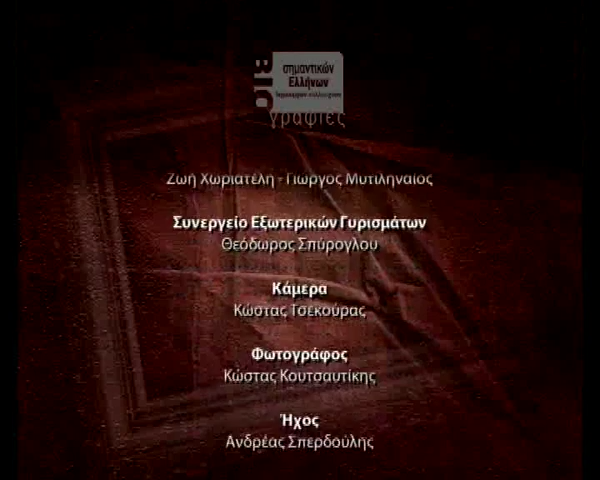 ΒΙΟ
σημαντικών
Ελλήνων
γραφίες
Ζωή Χωριατέλη - Γιώργος Μυτιληναίος
Συνεργείο Εξωτερικών Γυρισμάτων
Θεόδωρος Σπύρογλου
Κάμερα
Κώστας Τσεκούρας
Φωτογράφος
Κώστας Κουτσαυτίκης
Ήχος
Ανδρέας Σπερδούλης